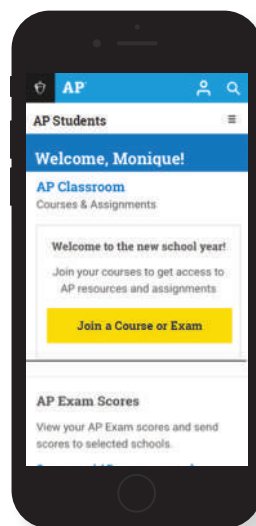 AP
AP Students
Welcome, Monique!
AP Classroom
Courses & Assignments
Welcome to the new school year!
Join your courses to get access to
AP resources and assignments
Join a Course or Exam
AP Exam Scores
View your AP Exam scores and send
scores to selected schools.